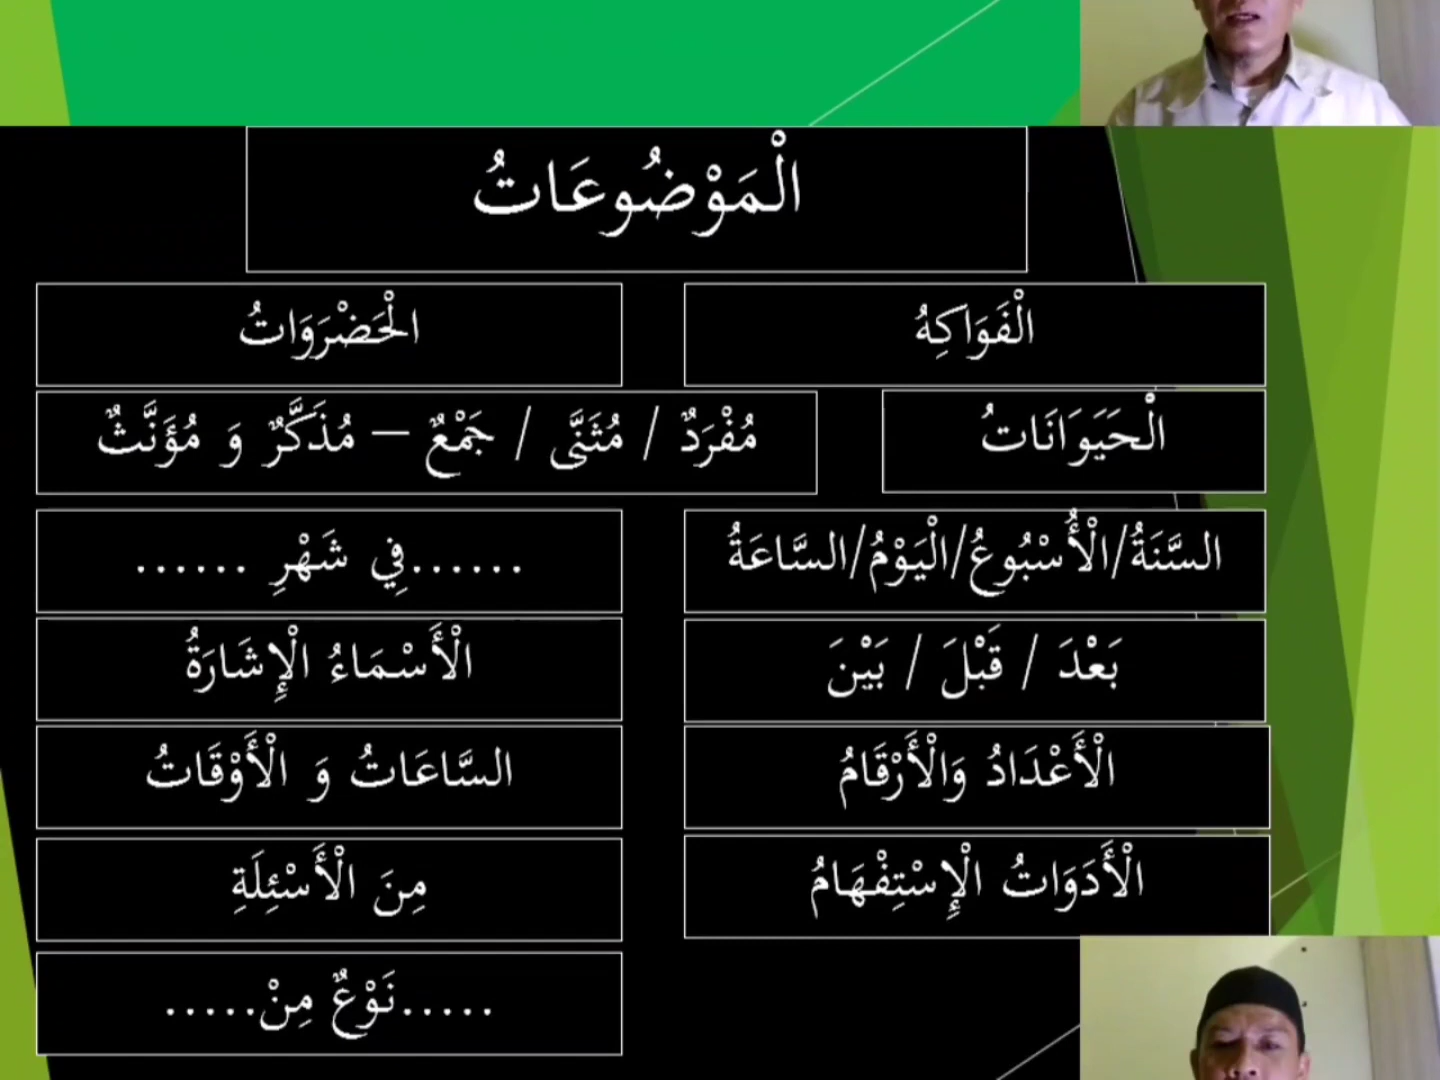 الْمَوْضُوعَاتُ
الْفَوَاكِهُ
الْحَضْرَوَاتُ
الْحَيَوَانَاتُ
مُفْرَدٌ / مُثَنَّى / جَمْعٌ – مُذَكَّرٌ وَ مُؤَنَّثٌ
السَّنَةُ/الْأُسْبُوعُ/الْيَوْمُ/السَّاعَةُ
......فِي شَهْرِ ......
بَعْدَ / قَبْلَ / بَيْنَ
الْأَسْمَاءُ الْإِشَارَةُ
الْأَعْدَادُ وَالْأَرْقَامُ
السَّاعَاتُ وَ الْأَوْقَاتُ
الْأَدَوَاتُ الْإِسْتِفْهَامُ
مِنَ الْأَسْئِلَةِ
.....نَوْعٌ مِنْ.....